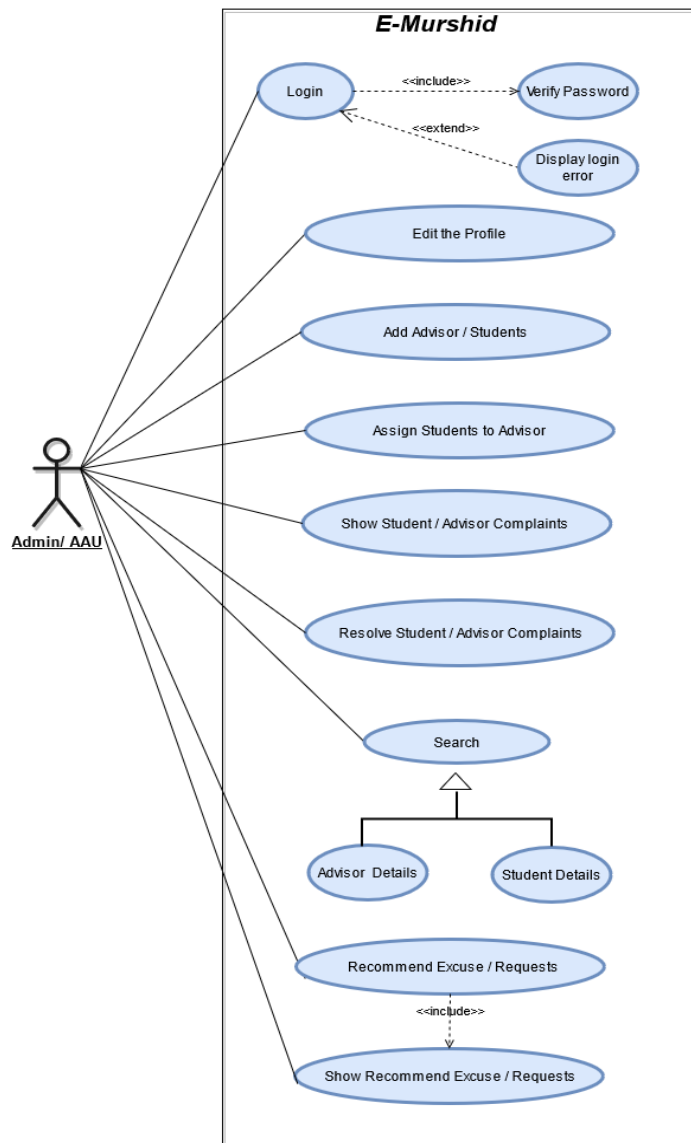 E-Murshid
Login
<<include>>
Verify Password
<<extend>>
Display login
error
Edit the Profile
Add Advisor / Students
Assign Students to Advisor
Admin/ AAU
Show Student / Advisor Complaints
Resolve Student / Advisor Complaints
Search
Advisor Details
Student Details
Recommend Excuse / Requests
<<include>>
Show Recommend Excuse / Requests